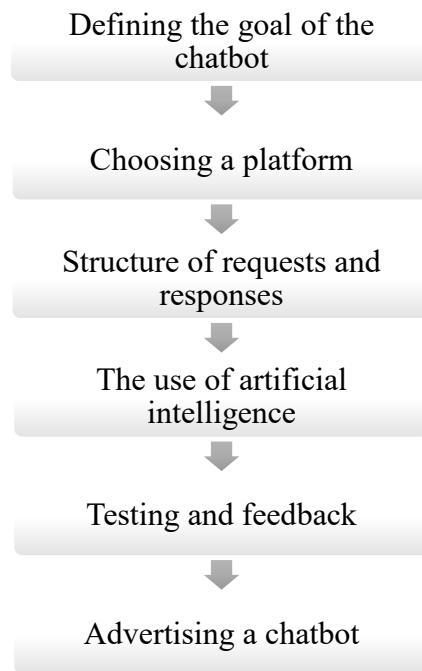 Defining the goal of the
chatbot
Choosing a platform
Structure of requests and
responses
The use of artificial
intelligence
Testing and feedback
Advertising a chatbot